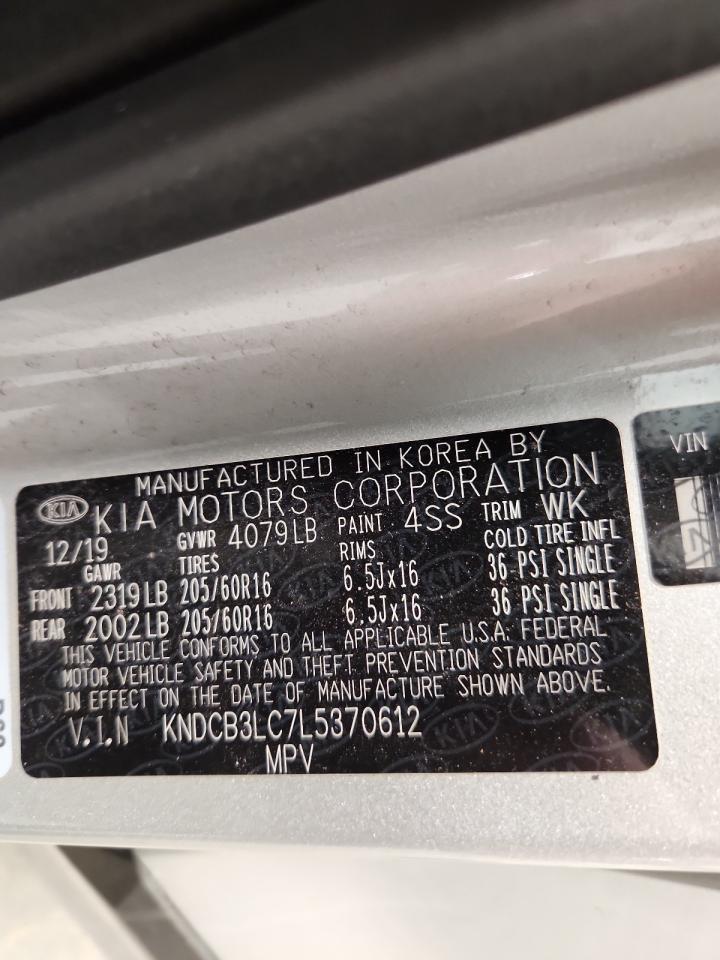 MANUFACTURED IN KOREA BY
KIA KIA MOTORS CORPORATION
12/19 GVWR 4079LB PAINT 4SS TRIM WK
GAWR TIRES RIMS COLD TIRE INFL
FRONT 2319LB 205/60R16 6.5Jx16 36 PSI SINGLE
REAR 2002LB 205/60R16 6.5Jx16 36 PSI SINGLE
THIS VEHICLE CONFORMS TO ALL APPLICABLE U.S.A. FEDERAL
MOTOR VEHICLE SAFETY AND THEFT PREVENTION STANDARDS
IN EFFECT ON THE DATE OF MANUFACTURE SHOWN ABOVE.
V.I.N KNDCB3LC7L5370612
MPV
VIN